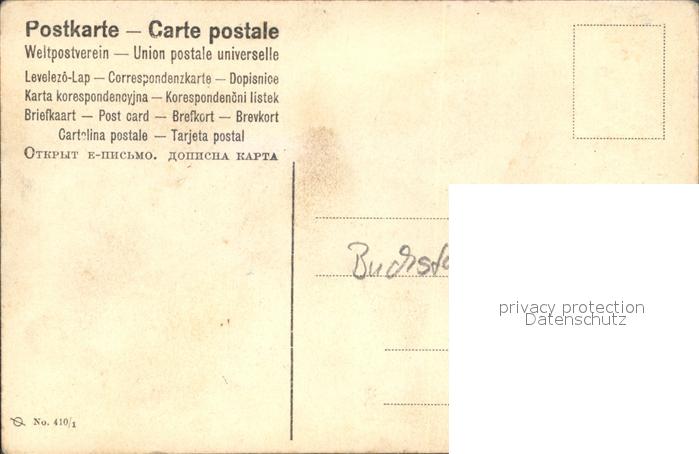 Postkarte — Carte postale
Weltpostverein — Union postale universelle
Levelező-Lap — Correspondenzkarte — Dopisnice
Karta korespondencyjna — Korespondenčni listek
Briefkaart — Post card — Brefkort — Brevkort
Cartolina postale — Tarjeta postal
ОТКРЫТ Е-ПИСЬМО. ДОПИСНА КАРТА
privacy protection
Datenschutz
No. 410/1